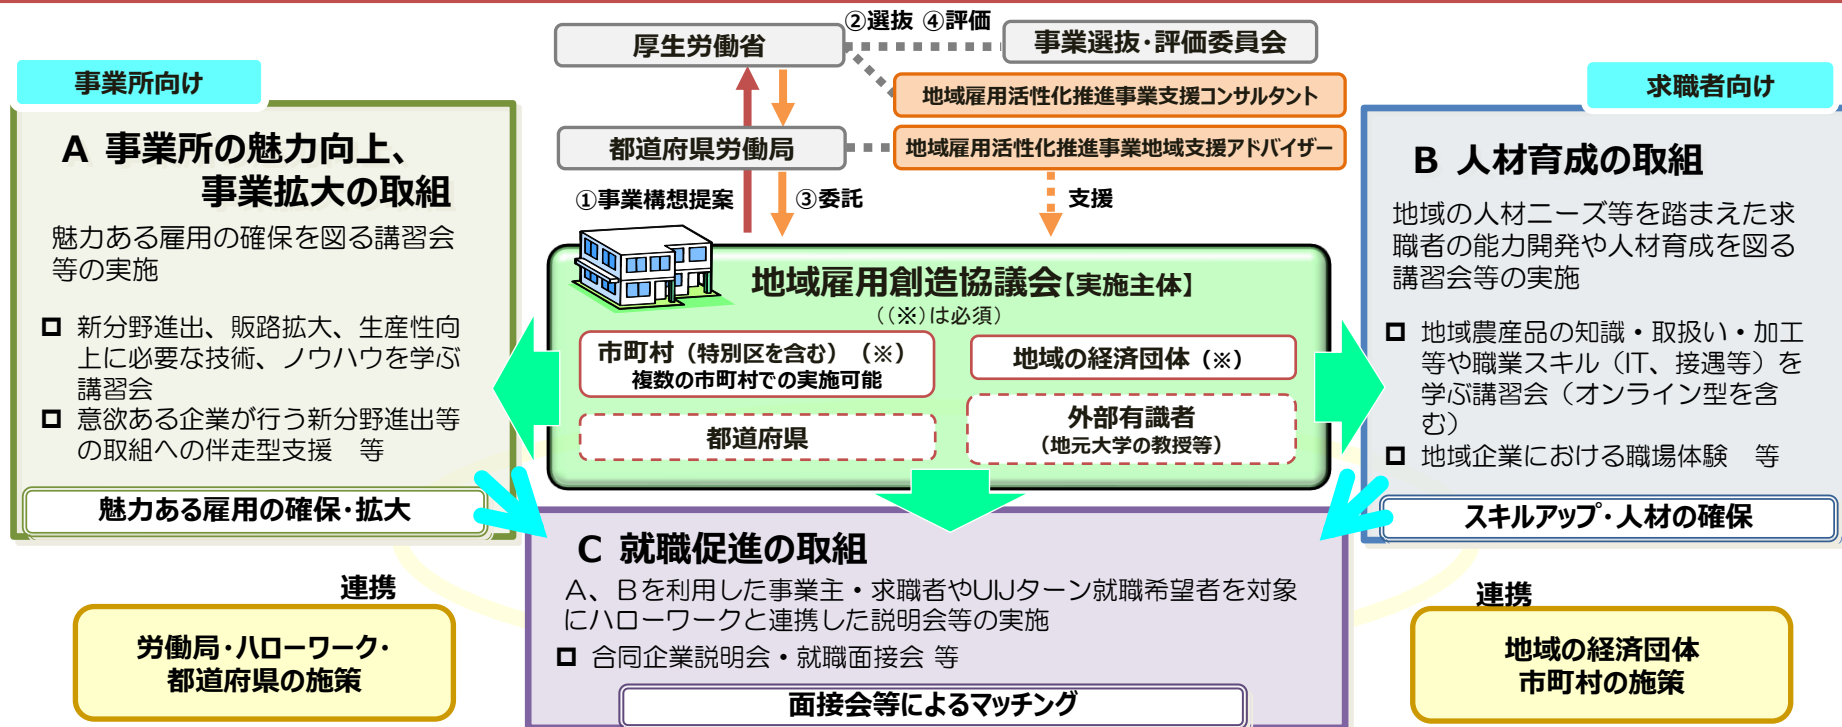 ②選抜 ④評価
厚生労働省
事業選抜・評価委員会
地域雇用活性化推進事業支援コンサルタント
都道府県労働局
地域雇用活性化推進事業地域支援アドバイザー
①事業構想提案
③委託
支援
事業所向け
A 事業所の魅力向上、
事業拡大の取組
魅力ある雇用の確保を図る講習会
等の実施
新分野進出、販路拡大、生産性向
上に必要な技術、ノウハウを学ぶ
講習会
意欲ある企業が行う新分野進出等
の取組への伴走型支援　等
魅力ある雇用の確保・拡大
地域雇用創造協議会【実施主体】
((※)は必須)
市町村（特別区を含む）（※）
複数の市町村での実施可能
地域の経済団体（※）
都道府県
外部有識者
（地元大学の教授等）
求職者向け
B 人材育成の取組
地域の人材ニーズ等を踏まえた求
職者の能力開発や人材育成を図る
講習会等の実施
地域農産品の知識・取扱い・加工
等や職業スキル（IT、接遇等）を
学ぶ講習会（オンライン型を含
む）
地域企業における職場体験　等
スキルアップ・人材の確保
C 就職促進の取組
A、Bを利用した事業主・求職者やUIJターン就職希望者を対象
にハローワークと連携した説明会等の実施
合同企業説明会・就職面接会 等
面接会等によるマッチング
連携
労働局・ハローワーク・
都道府県の施策
連携
地域の経済団体
市町村の施策